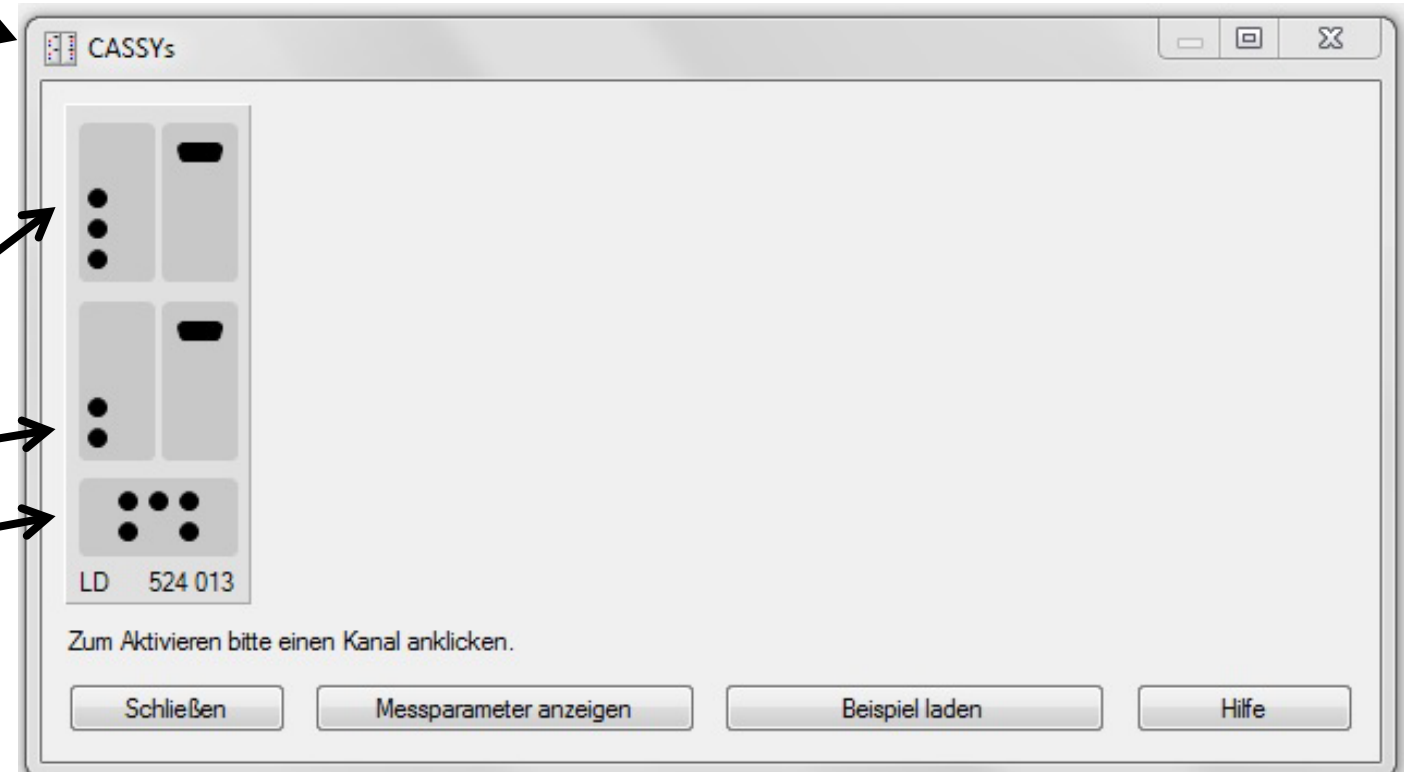 CASSYs
LD 524 013
Zum Aktivieren bitte einen Kanal anklicken.
Schließen Messparameter anzeigen Beispiel laden Hilfe